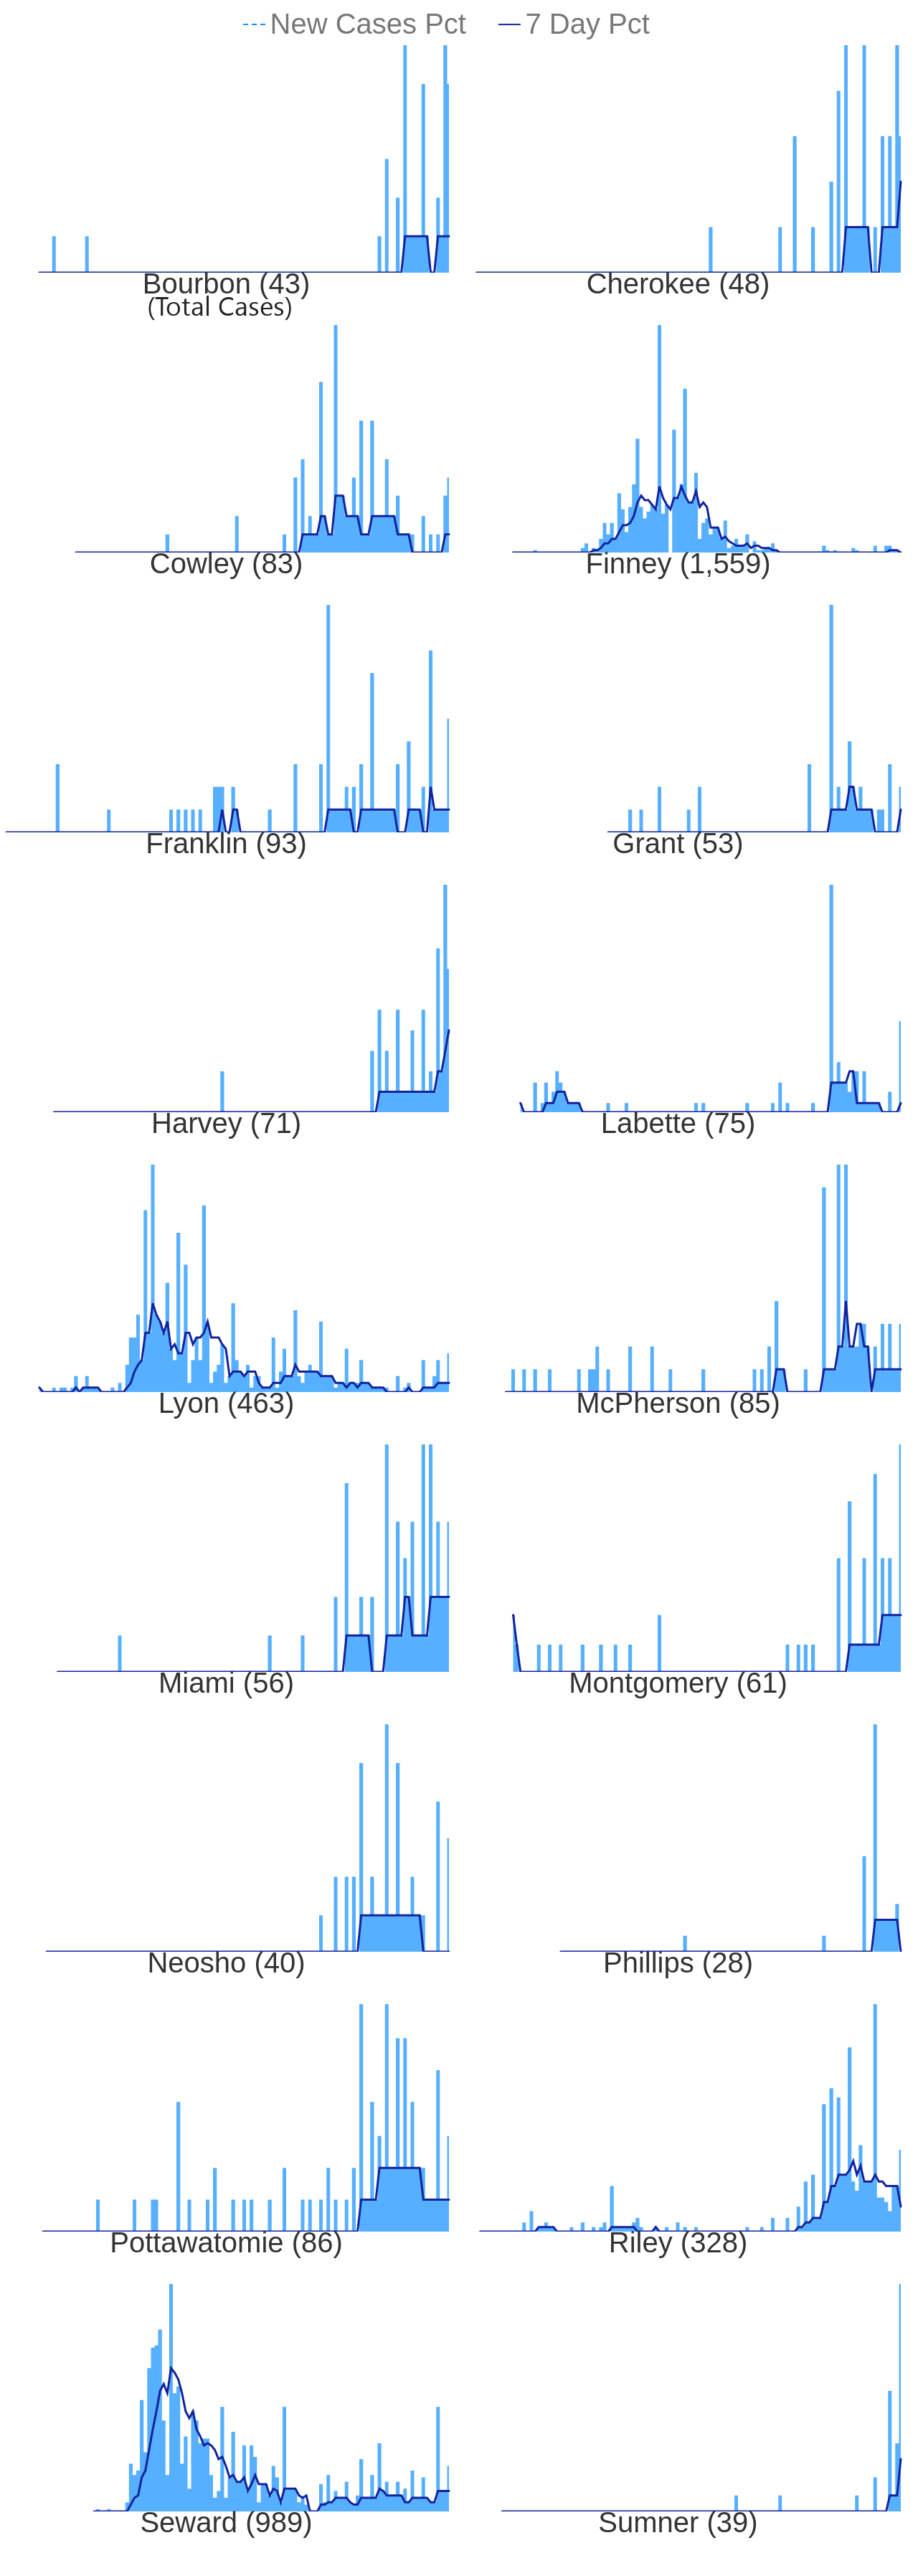 New Cases Pct 7 Day Pct
Bourbon (43) Cherokee (48)
(Total Cases)
Cowley (83) Finney (1,559)
Franklin (93) Grant (53)
Harvey (71) Labette (75)
Lyon (463) McPherson (85)
Miami (56) Montgomery (61)
Neosho (40) Phillips (28)
Pottawatomie (86) Riley (328)
Seward (989) Sumner (39)